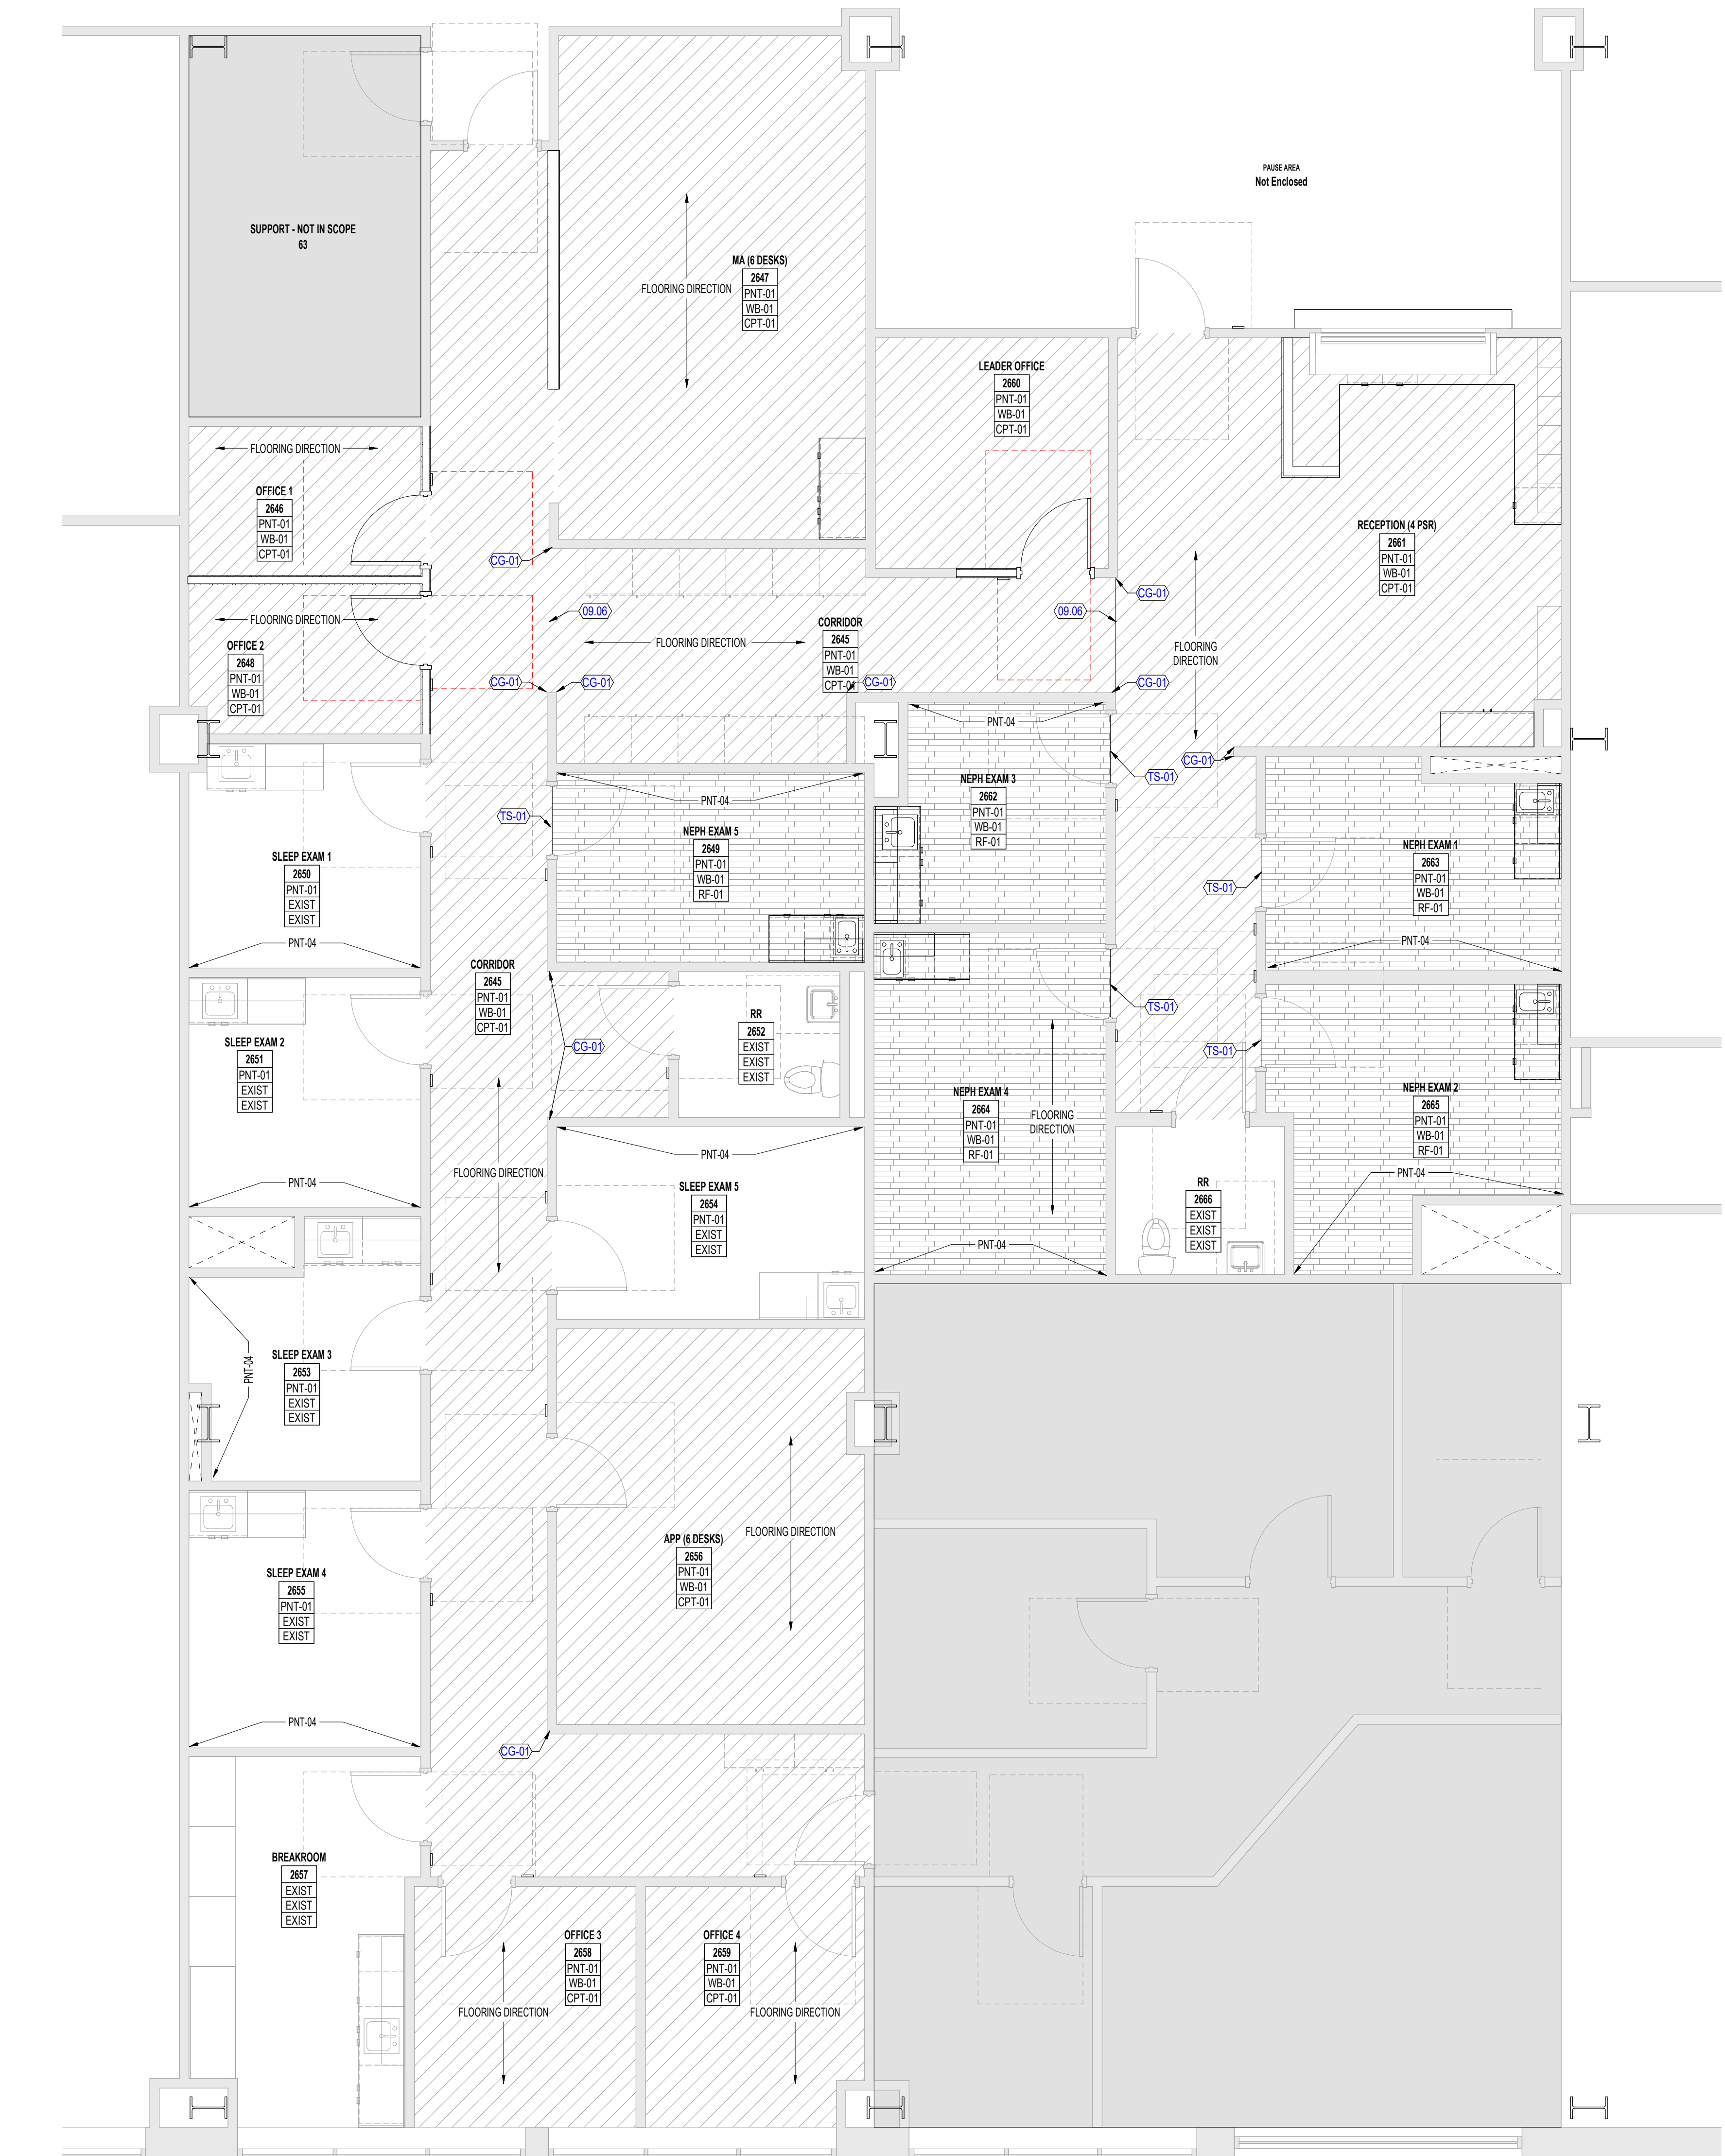 PAUSE AREA
Not Enclosed
SUPPORT - NOT IN SCOPE
63
MA (6 DESKS)
2647
PNT-01
WB-01
CPT-01
FLOORING DIRECTION
LEADER OFFICE
2660
PNT-01
WB-01
CPT-01
FLOORING DIRECTION
OFFICE 1
2646
PNT-01
WB-01
CPT-01
RECEPTION (4 PSR)
2661
PNT-01
WB-01
CPT-01
CG-01
CG-01
09.06
09.06
FLOORING DIRECTION
OFFICE 2
2648
PNT-01
WB-01
CPT-01
FLOORING DIRECTION
CORRIDOR
2645
PNT-01
WB-01
CPT-01
FLOORING
DIRECTION
CG-01
CG-01
CG-01
CG-01
PNT-04
CG-01
TS-01
NEPH EXAM 3
2662
PNT-01
WB-01
RF-01
PNT-04
TS-01
NEPH EXAM 5
2649
PNT-01
WB-01
RF-01
NEPH EXAM 1
2663
PNT-01
WB-01
RF-01
SLEEP EXAM 1
2650
PNT-01
EXIST
EXIST
TS-01
PNT-04
PNT-04
CORRIDOR
2645
PNT-01
WB-01
CPT-01
TS-01
RR
2652
EXIST
EXIST
EXIST
SLEEP EXAM 2
2651
PNT-01
EXIST
EXIST
CG-01
TS-01
NEPH EXAM 4
2664
PNT-01
WB-01
RF-01
FLOORING
DIRECTION
NEPH EXAM 2
2665
PNT-01
WB-01
RF-01
PNT-04
FLOORING DIRECTION
PNT-04
PNT-04
SLEEP EXAM 5
2654
PNT-01
EXIST
EXIST
RR
2666
EXIST
EXIST
EXIST
PNT-04
SLEEP EXAM 3
2653
PNT-01
EXIST
EXIST
PNT-04
FLOORING DIRECTION
APP (6 DESKS)
2656
PNT-01
WB-01
CPT-01
SLEEP EXAM 4
2655
PNT-01
EXIST
EXIST
PNT-04
CG-01
BREAKROOM
2657
EXIST
EXIST
EXIST
OFFICE 3
2658
PNT-01
WB-01
CPT-01
FLOORING DIRECTION
OFFICE 4
2659
PNT-01
WB-01
CPT-01
FLOORING DIRECTION